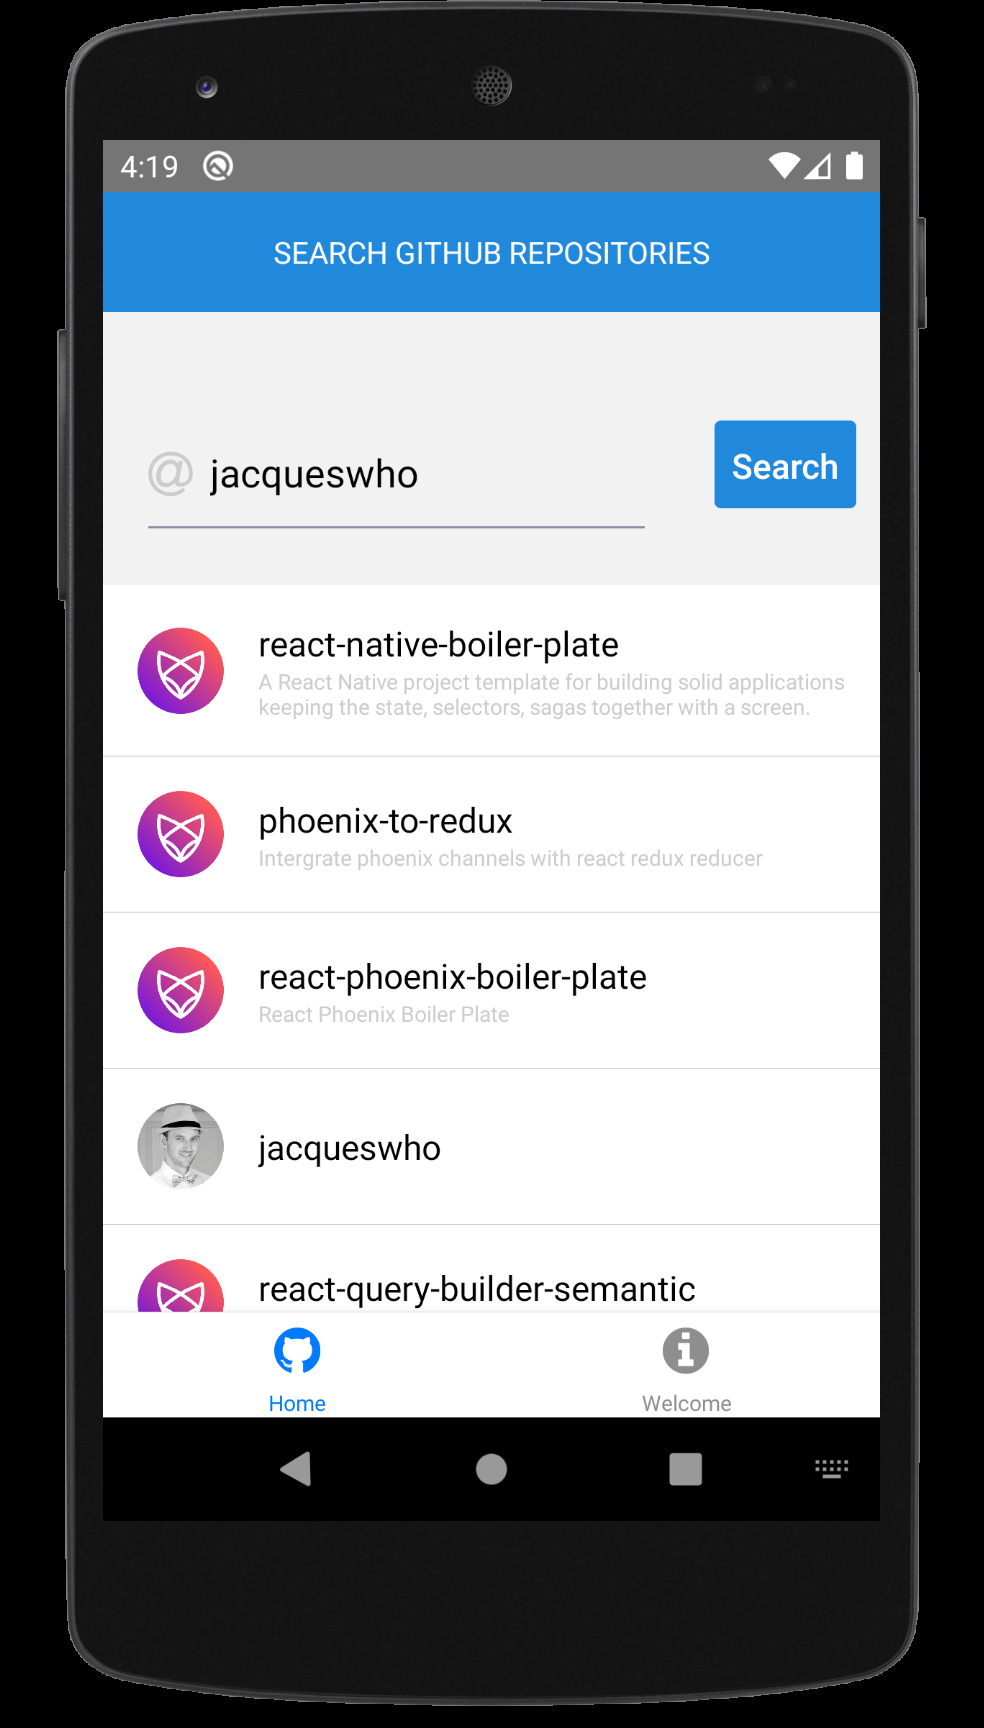 4:19
SEARCH GITHUB REPOSITORIES
@ jacqueswho
Search
react-native-boiler-plate
A React Native project template for building solid applications
keeping the state, selectors, sagas together with a screen.
phoenix-to-redux
Intergrate phoenix channels with react redux reducer
react-phoenix-boiler-plate
React Phoenix Boiler Plate
jacqueswho
react-query-builder-semantic
Home
Welcome